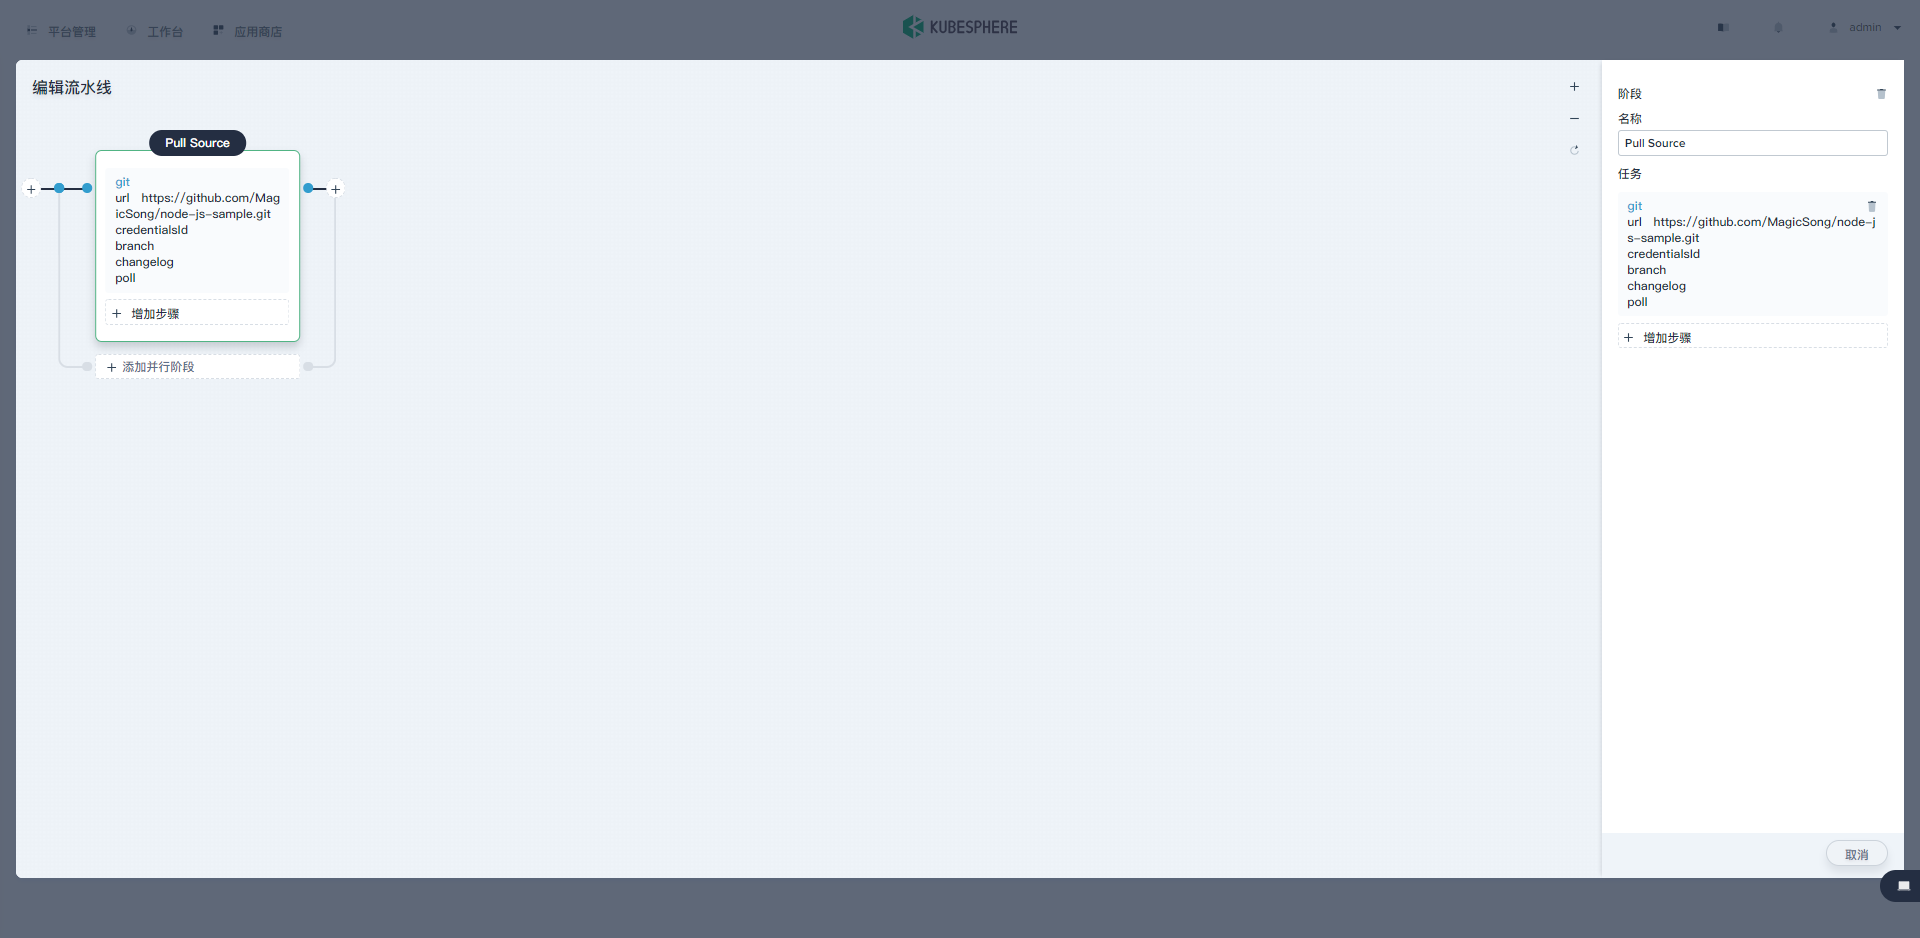 平台管理
工作台
应用商店
KUBESPHERE
admin
编辑流水线
Pull Source
git
url https://github.com/Mag
icSong/node-js-sample.git
credentialsId
branch
changelog
poll
增加步骤
添加并行阶段
阶段
名称
Pull Source
任务
git
url https://github.com/MagicSong/node-j
s-sample.git
credentialsId
branch
changelog
poll
增加步骤
取消